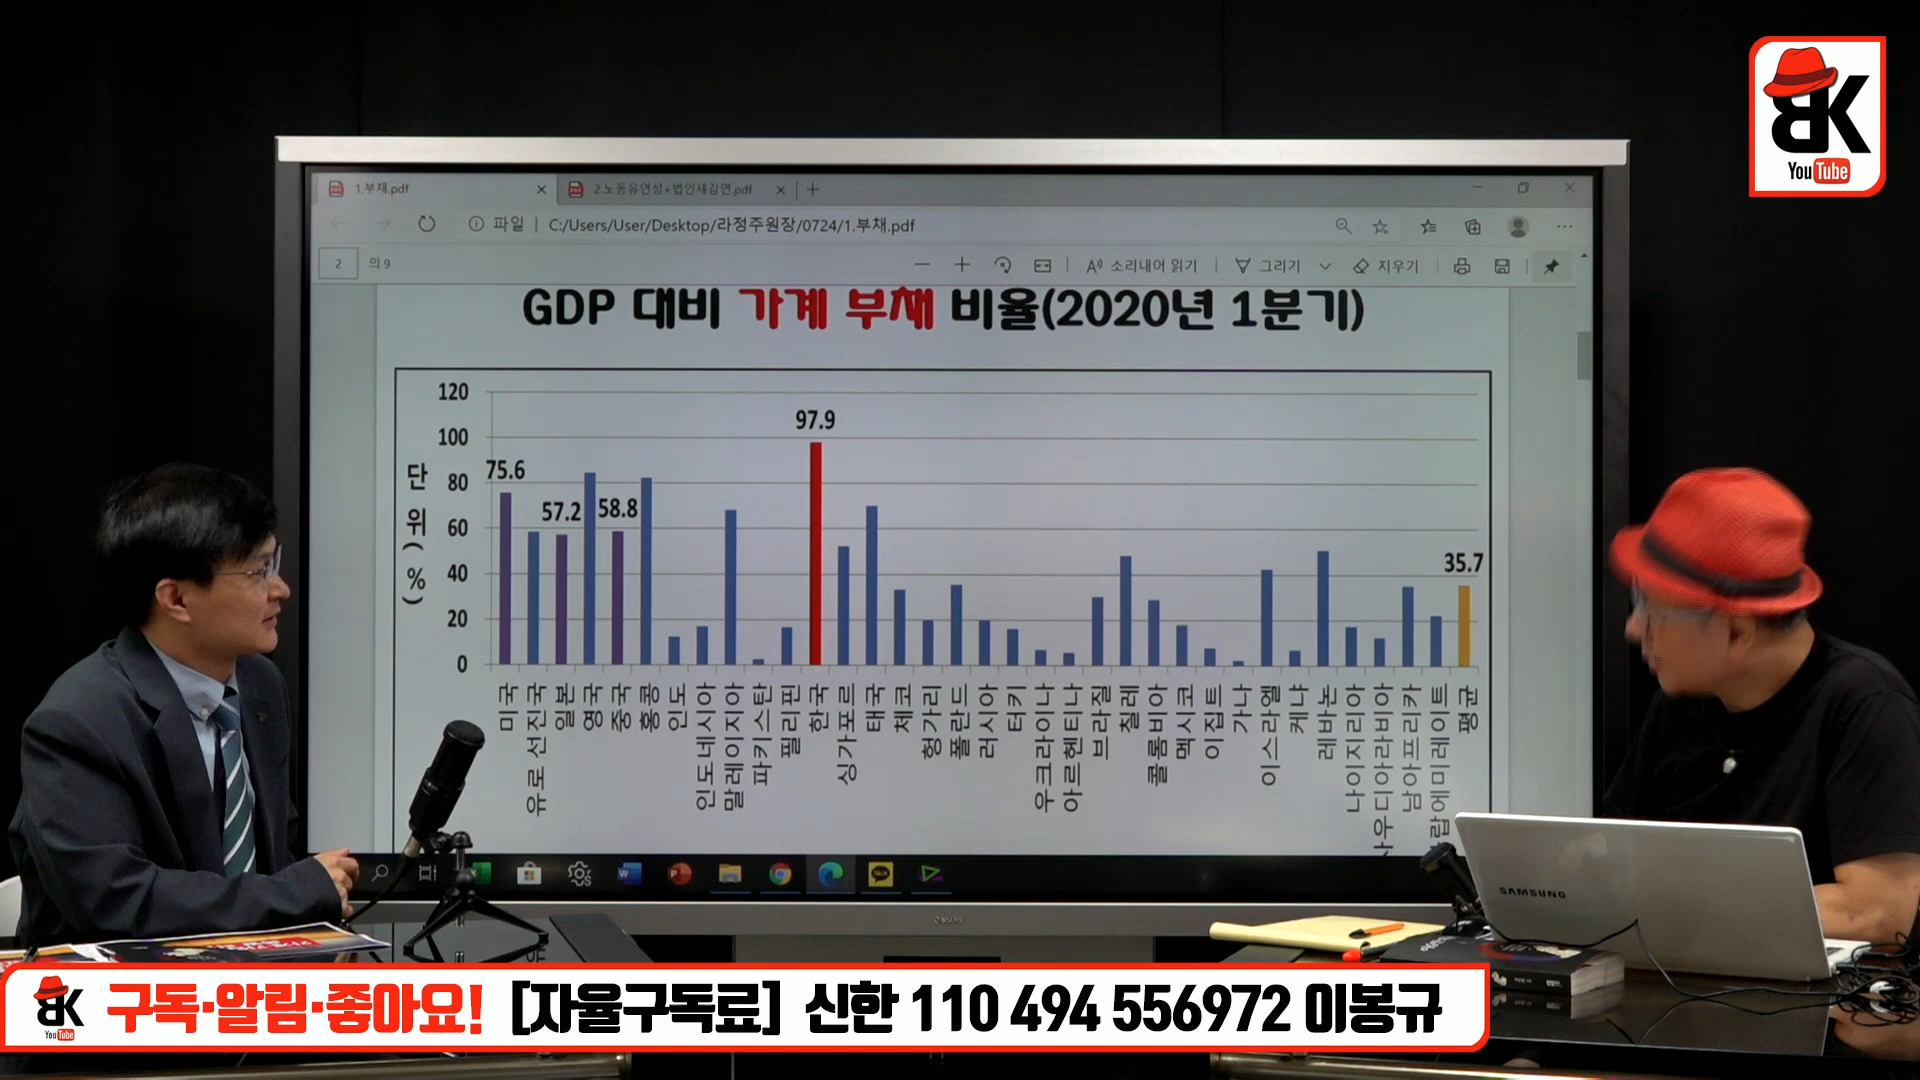 BK
YouTube
1.부채.pdf
2.노동유연성+법인세감면.pdf
파일
C:/Users/User/Desktop/라정주원장/0724/1.부채.pdf
2 의 9
소리내어 읽기
그리기
지우기
GDP 대비 가계 부채 비율(2020년 1분기)
단위(%)
120
100
80
60
40
20
0
75.6
57.2
58.8
97.9
35.7
미국
유로 선진국
일본
영국
중국
홍콩
인도
인도네시아
말레이지아
파키스탄
필리핀
한국
싱가포르
태국
체코
헝가리
폴란드
러시아
터키
우크라이나
아르헨티나
브라질
칠레
콜롬비아
멕시코
이집트
가나
이스라엘
케냐
레바논
나이지리아
우디아라비아
남아프리카
랍에미레이트
평균
SAMSUNG
BK
YouTube
구독·알림·좋아요! [자율구독료] 신한 110 494 556972 이봉규